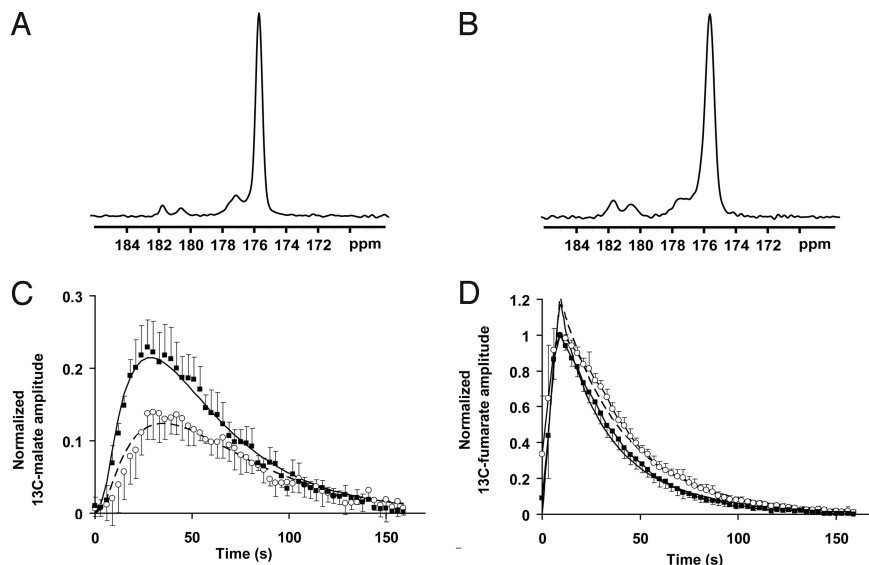 A
B
184 182 180 178 176 174 172 ppm
184 182 180 178 176 174 172 ppm
C
D
0.3
0.2
0.1
0
Normalized
13C-malate amplitude
0 50 100 150
Time (s)
1.2
1
0.8
0.6
0.4
0.2
0
Normalized
13C-fumarate amplitude
0 50 100 150
Time (s)